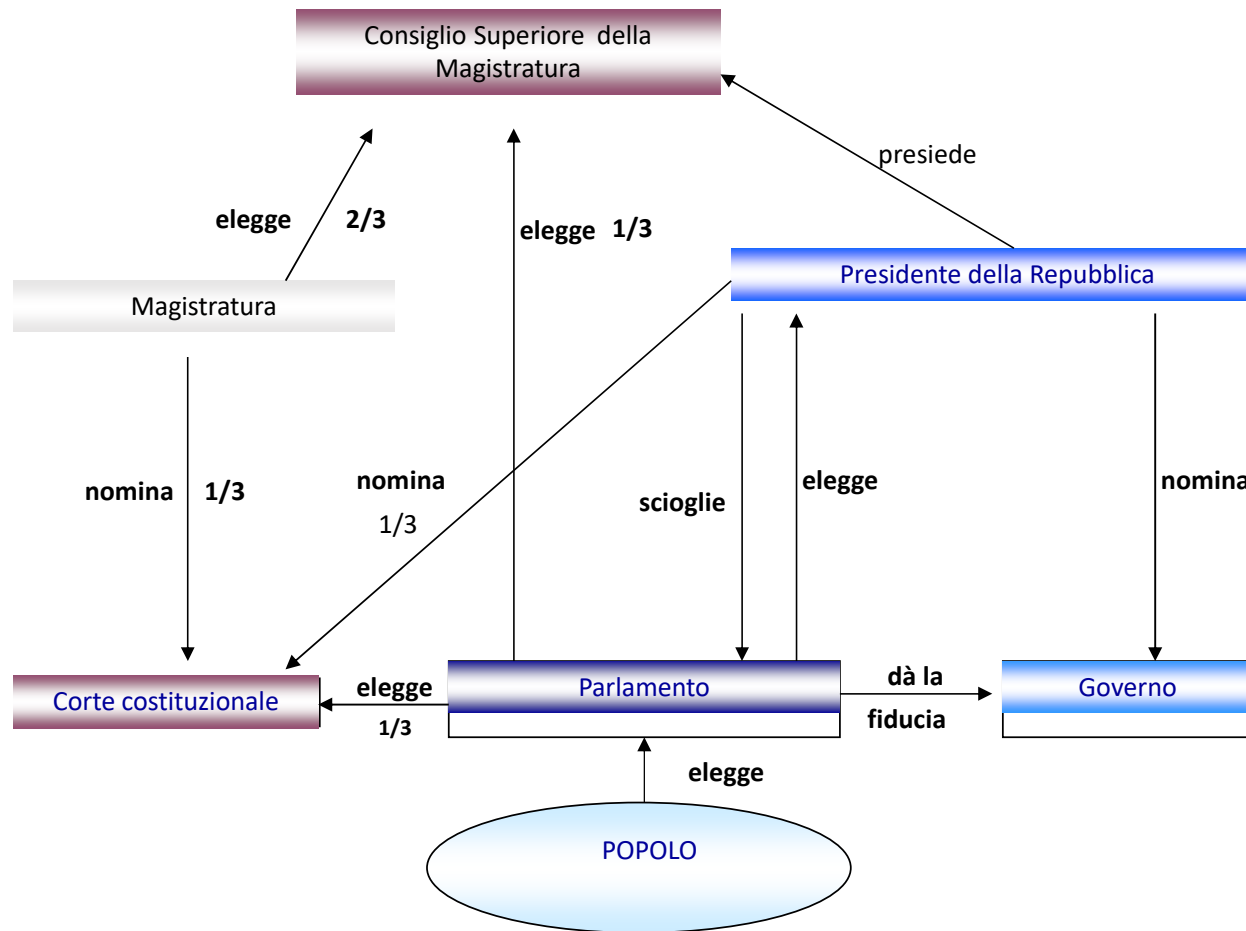 Consiglio Superiore della
Magistratura
presiede
elegge 2/3
elegge 1/3
Presidente della Repubblica
Magistratura
nomina 1/3
nomina
1/3
scioglie
elegge
nomina
Corte costituzionale
elegge
1/3
Parlamento
dà la
fiducia
Governo
elegge
POPOLO